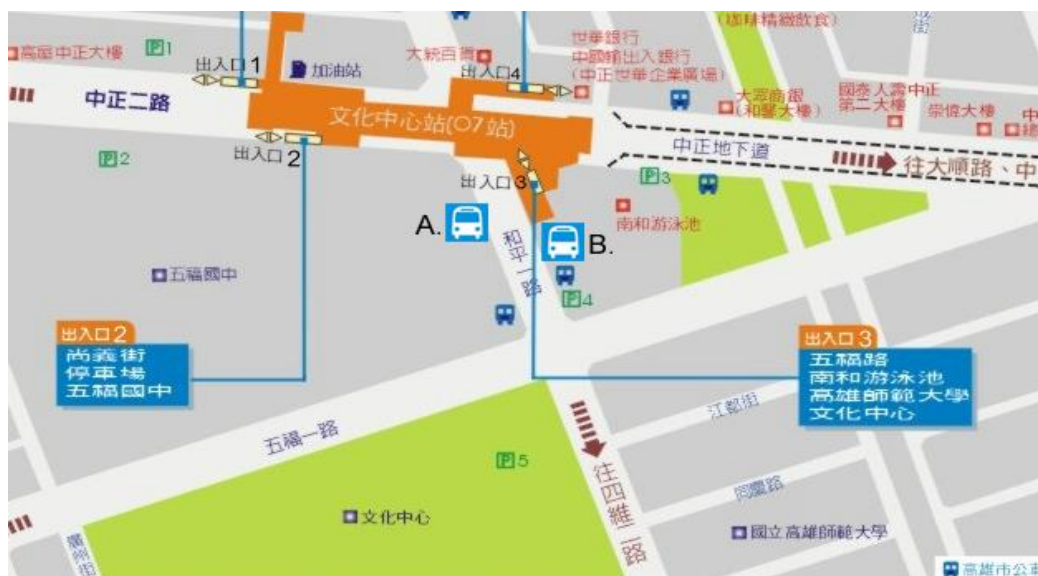 (咖啡精緻飲食)
世華銀行
中國輸出入銀行
(中正世華企業廣場)
高屋中正大樓
P1
出入口1
加油站
大統百貨
出入口4
國泰人壽中正
第二大樓
大眾商銀
(和馨大樓)
崇偉大樓
中正二路
文化中心站(O7站)
中正地下道
往大順路、中
P2
出入口2
出入口3
P3
南和游泳池
A.
B.
和平一路
五福國中
P4
出入口2
尚義街
停車場
五福國中
出入口3
五福路
南和游泳池
高雄師範大學
文化中心
江都街
五福一路
P5
往四維二路
同慶路
文化中心
國立高雄師範大學
廣州街
高雄市公車